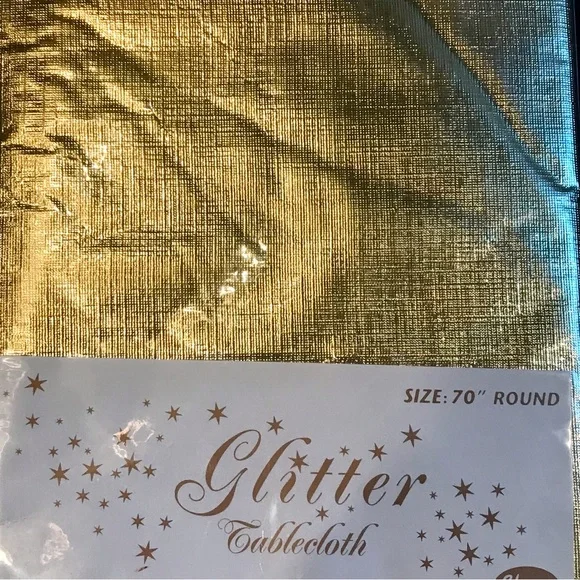 SIZE: 70" ROUND
Glitter
Tablecloth